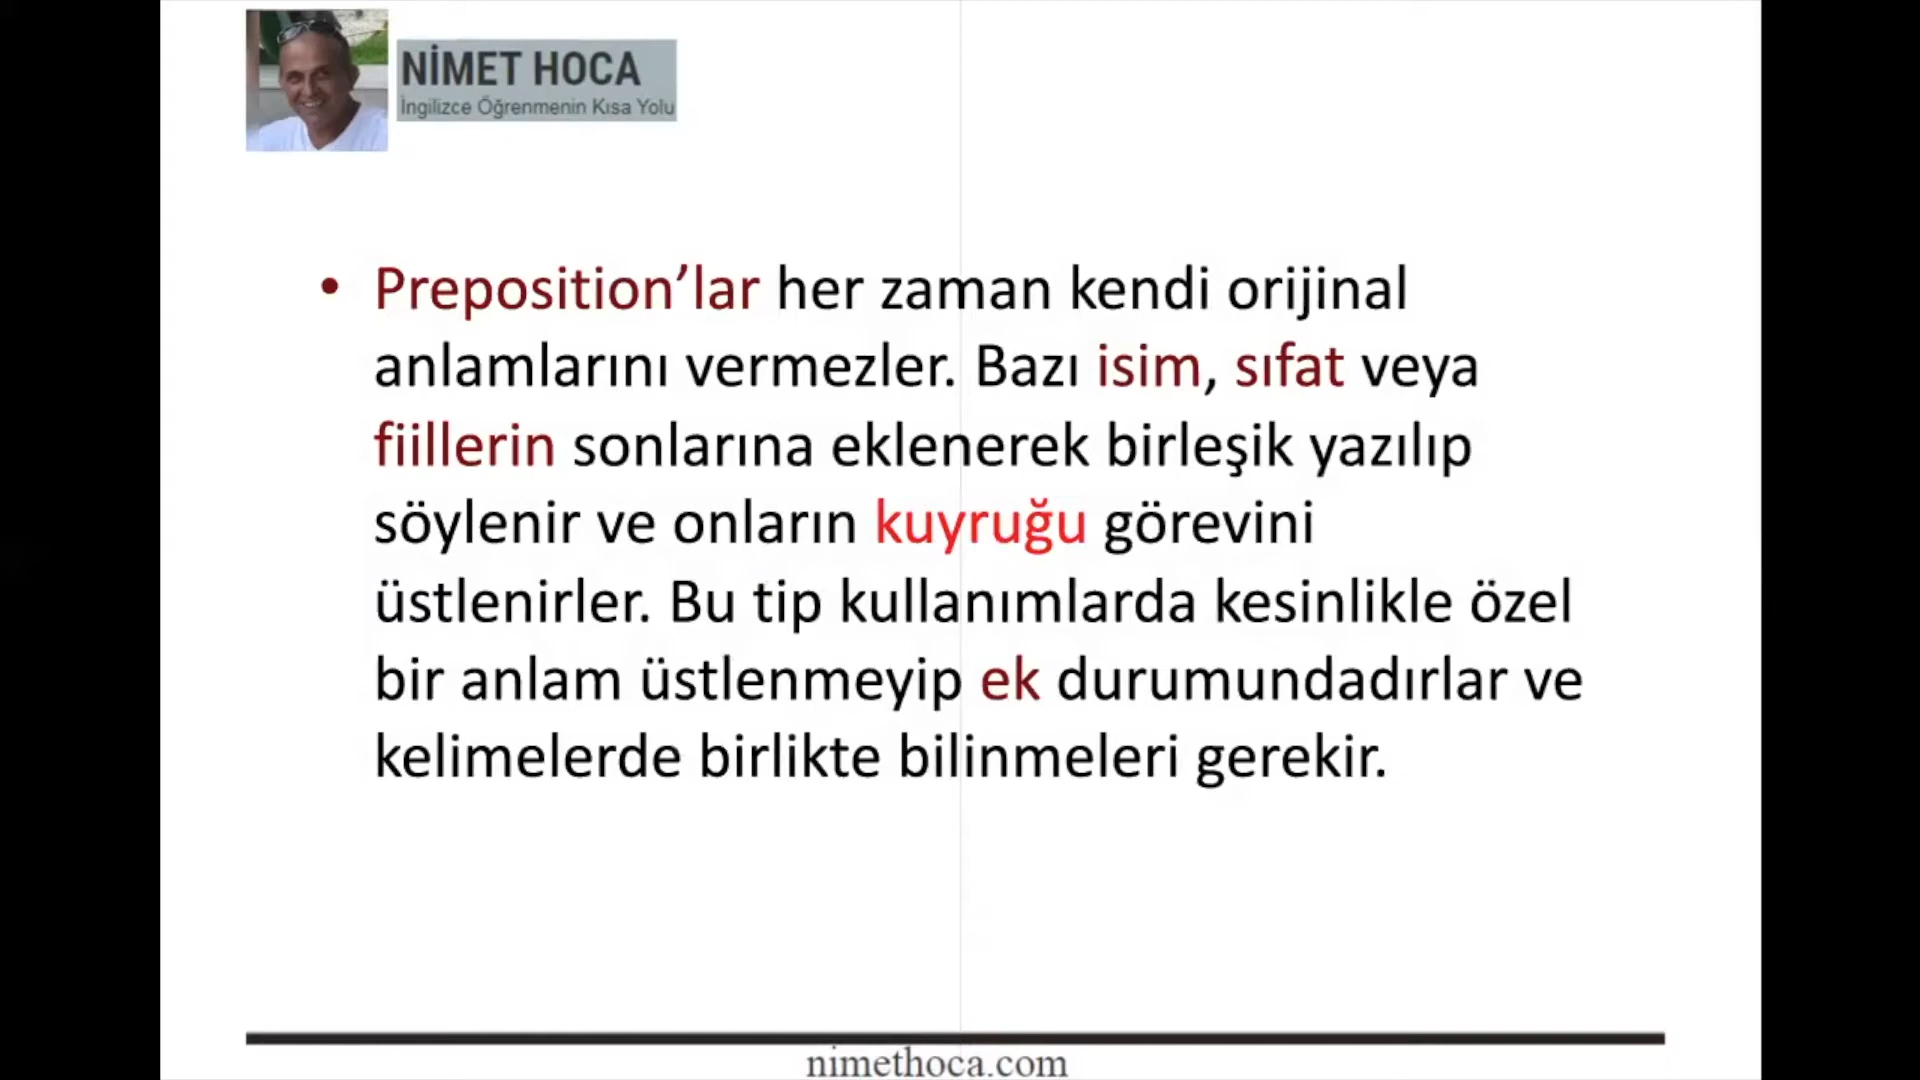 NİMET HOCA
İngilizce Öğrenmenin Kısa Yolu
• Preposition’lar her zaman kendi orijinal
anlamlarını vermezler. Bazı isim, sıfat veya
fiillerin sonlarına eklenerek birleşik yazılıp
söylenir ve onların kuyruğu görevini
üstlenirler. Bu tip kullanımlarda kesinlikle özel
bir anlam üstlenmeyip ek durumundadırlar ve
kelimelerde birlikte bilinmeleri gerekir.
nimethoca.com